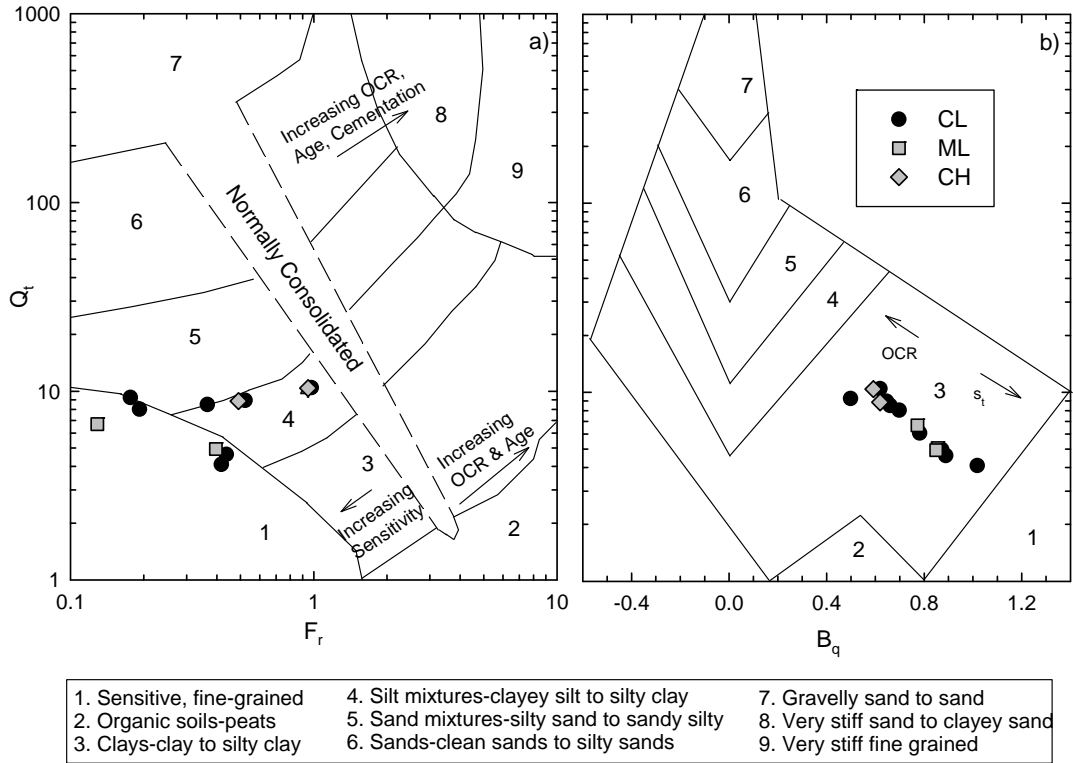 1000
a)
b)
7
7
Increasing OCR,
Age, Cementation
8
CL
ML
CH
9
100
6
Normally Consolidated
6
Qt
5
5
4
OCR
3
st
10
4
3
Increasing
OCR & Age
Increasing
Sensitivity
1
2
2
1
1
0.1
1
10
-0.4
0.0
0.4
0.8
1.2
Fr
Bq
1. Sensitive, fine-grained
2. Organic soils-peats
3. Clays-clay to silty clay
4. Silt mixtures-clayey silt to silty clay
5. Sand mixtures-silty sand to sandy silty
6. Sands-clean sands to silty sands
7. Gravelly sand to sand
8. Very stiff sand to clayey sand
9. Very stiff fine grained